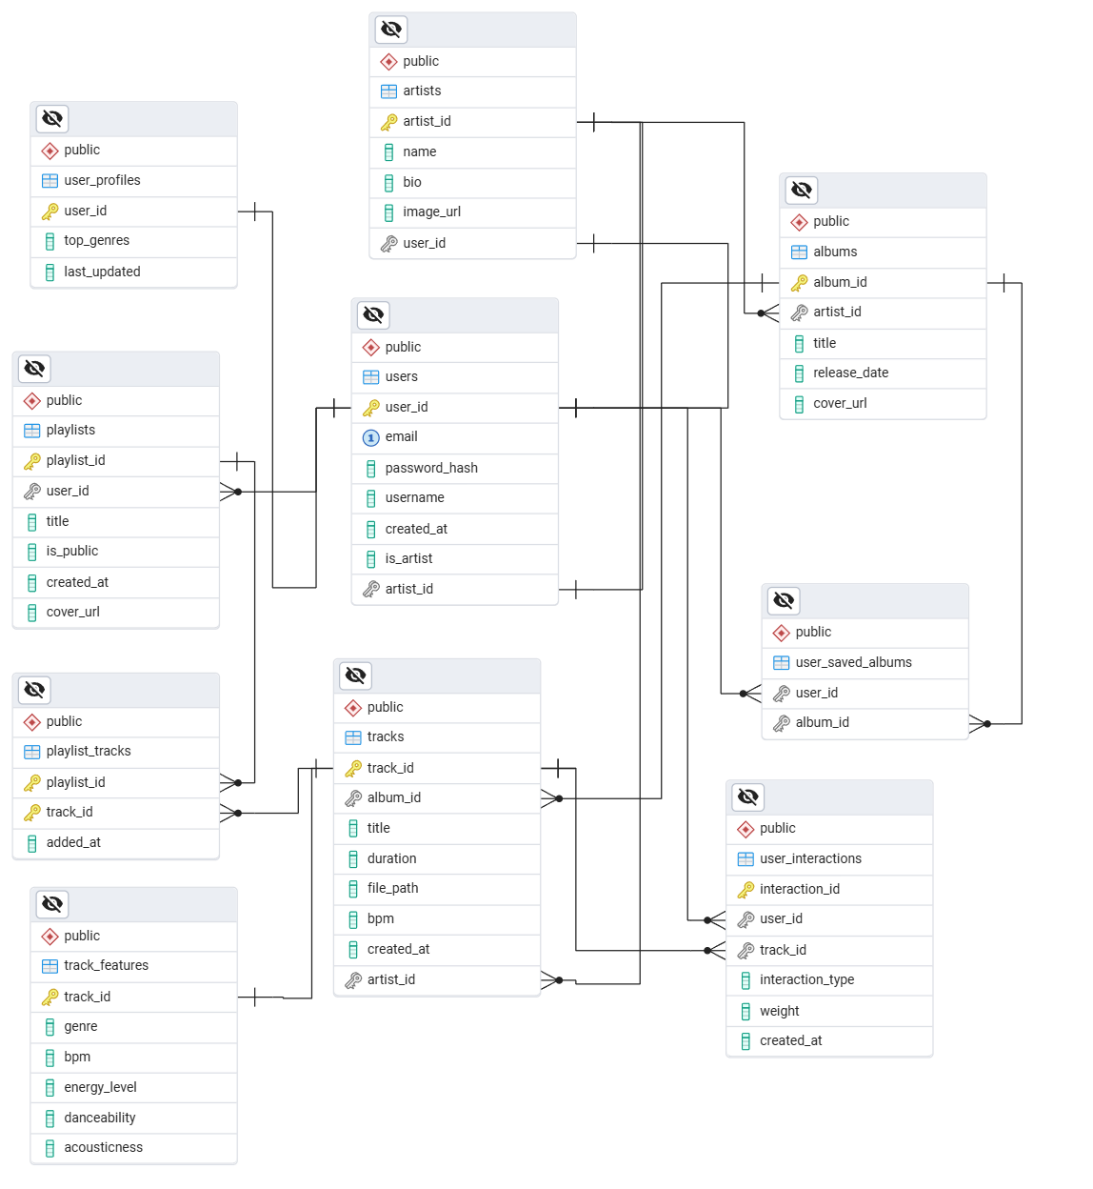 public
artists
artist_id
name
bio
image_url
user_id
public
user_profiles
user_id
top_genres
last_updated
public
albums
album_id
artist_id
title
release_date
cover_url
public
users
user_id
1 email
password_hash
username
created_at
is_artist
artist_id
public
playlists
playlist_id
user_id
title
is_public
created_at
cover_url
public
user_saved_albums
user_id
album_id
public
playlist_tracks
playlist_id
track_id
added_at
public
tracks
track_id
album_id
title
duration
file_path
bpm
created_at
artist_id
public
user_interactions
interaction_id
user_id
track_id
interaction_type
weight
created_at
public
track_features
track_id
genre
bpm
energy_level
danceability
acousticness